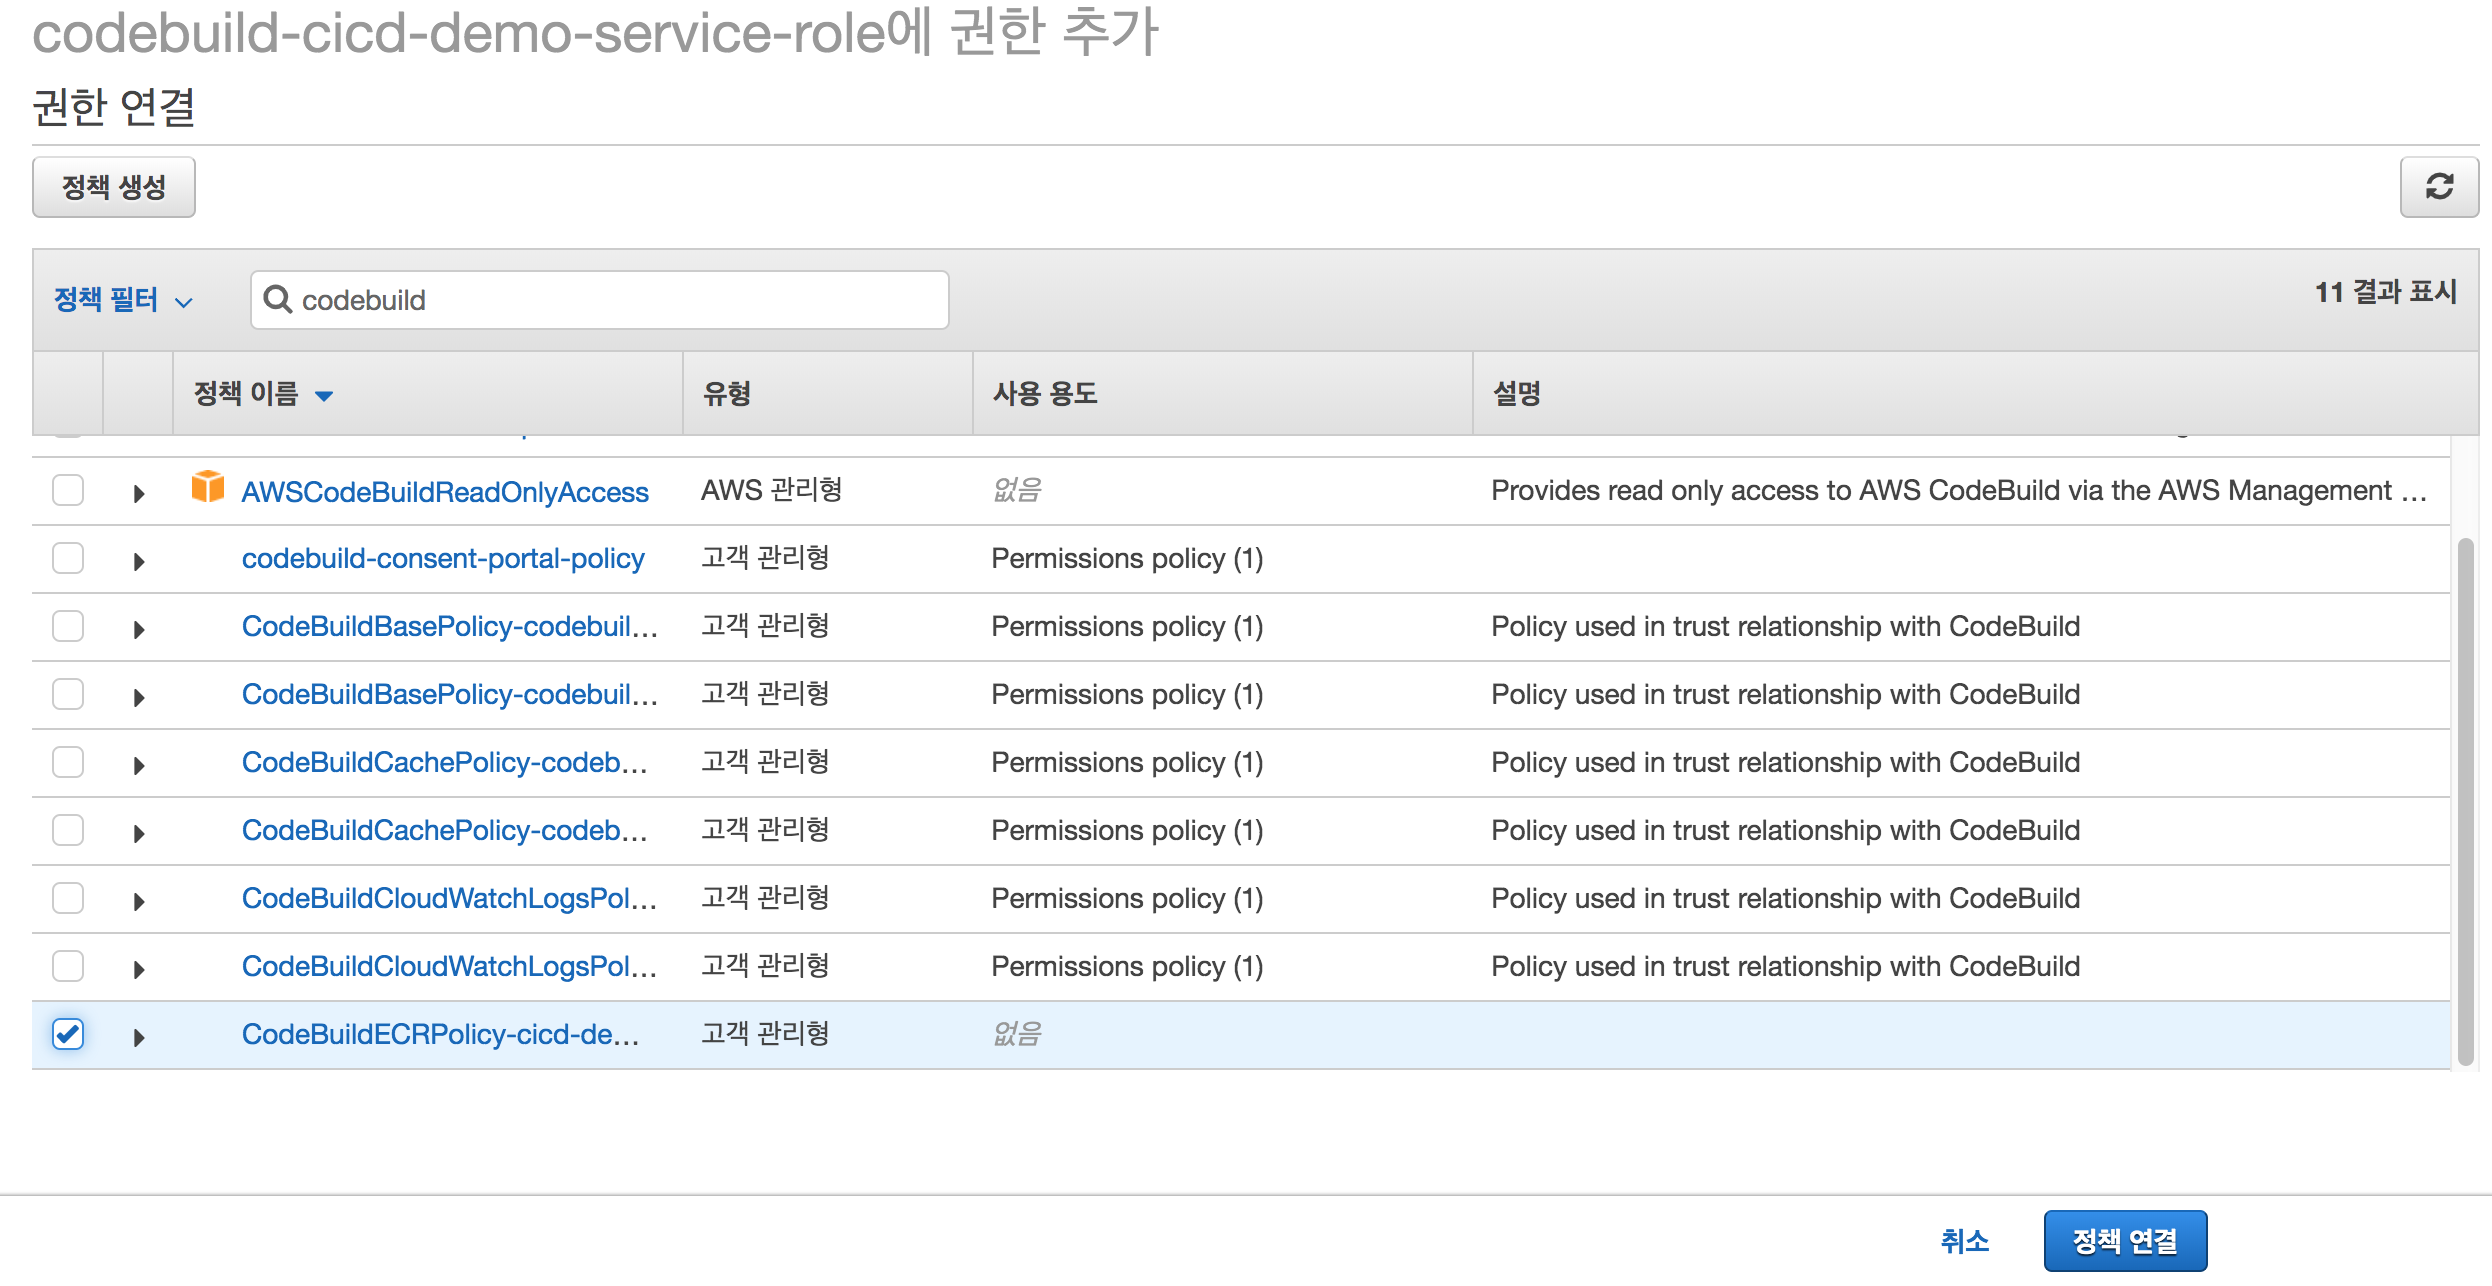 codebuild-cicd-demo-service-role에 권한 추가
권한 연결
정책 생성
정책 필터
codebuild
11 결과 표시
정책 이름 유형 사용 용도 설명
AWSCodeBuildReadOnlyAccess AWS 관리형 없음 Provides read only access to AWS CodeBuild via the AWS Management ...
codebuild-consent-portal-policy 고객 관리형 Permissions policy (1)
CodeBuildBasePolicy-codebuil... 고객 관리형 Permissions policy (1) Policy used in trust relationship with CodeBuild
CodeBuildBasePolicy-codebuil... 고객 관리형 Permissions policy (1) Policy used in trust relationship with CodeBuild
CodeBuildCachePolicy-codeb... 고객 관리형 Permissions policy (1) Policy used in trust relationship with CodeBuild
CodeBuildCachePolicy-codeb... 고객 관리형 Permissions policy (1) Policy used in trust relationship with CodeBuild
CodeBuildCloudWatchLogsPol... 고객 관리형 Permissions policy (1) Policy used in trust relationship with CodeBuild
CodeBuildCloudWatchLogsPol... 고객 관리형 Permissions policy (1) Policy used in trust relationship with CodeBuild
CodeBuildECRPolicy-cicd-de... 고객 관리형 없음
취소
정책 연결